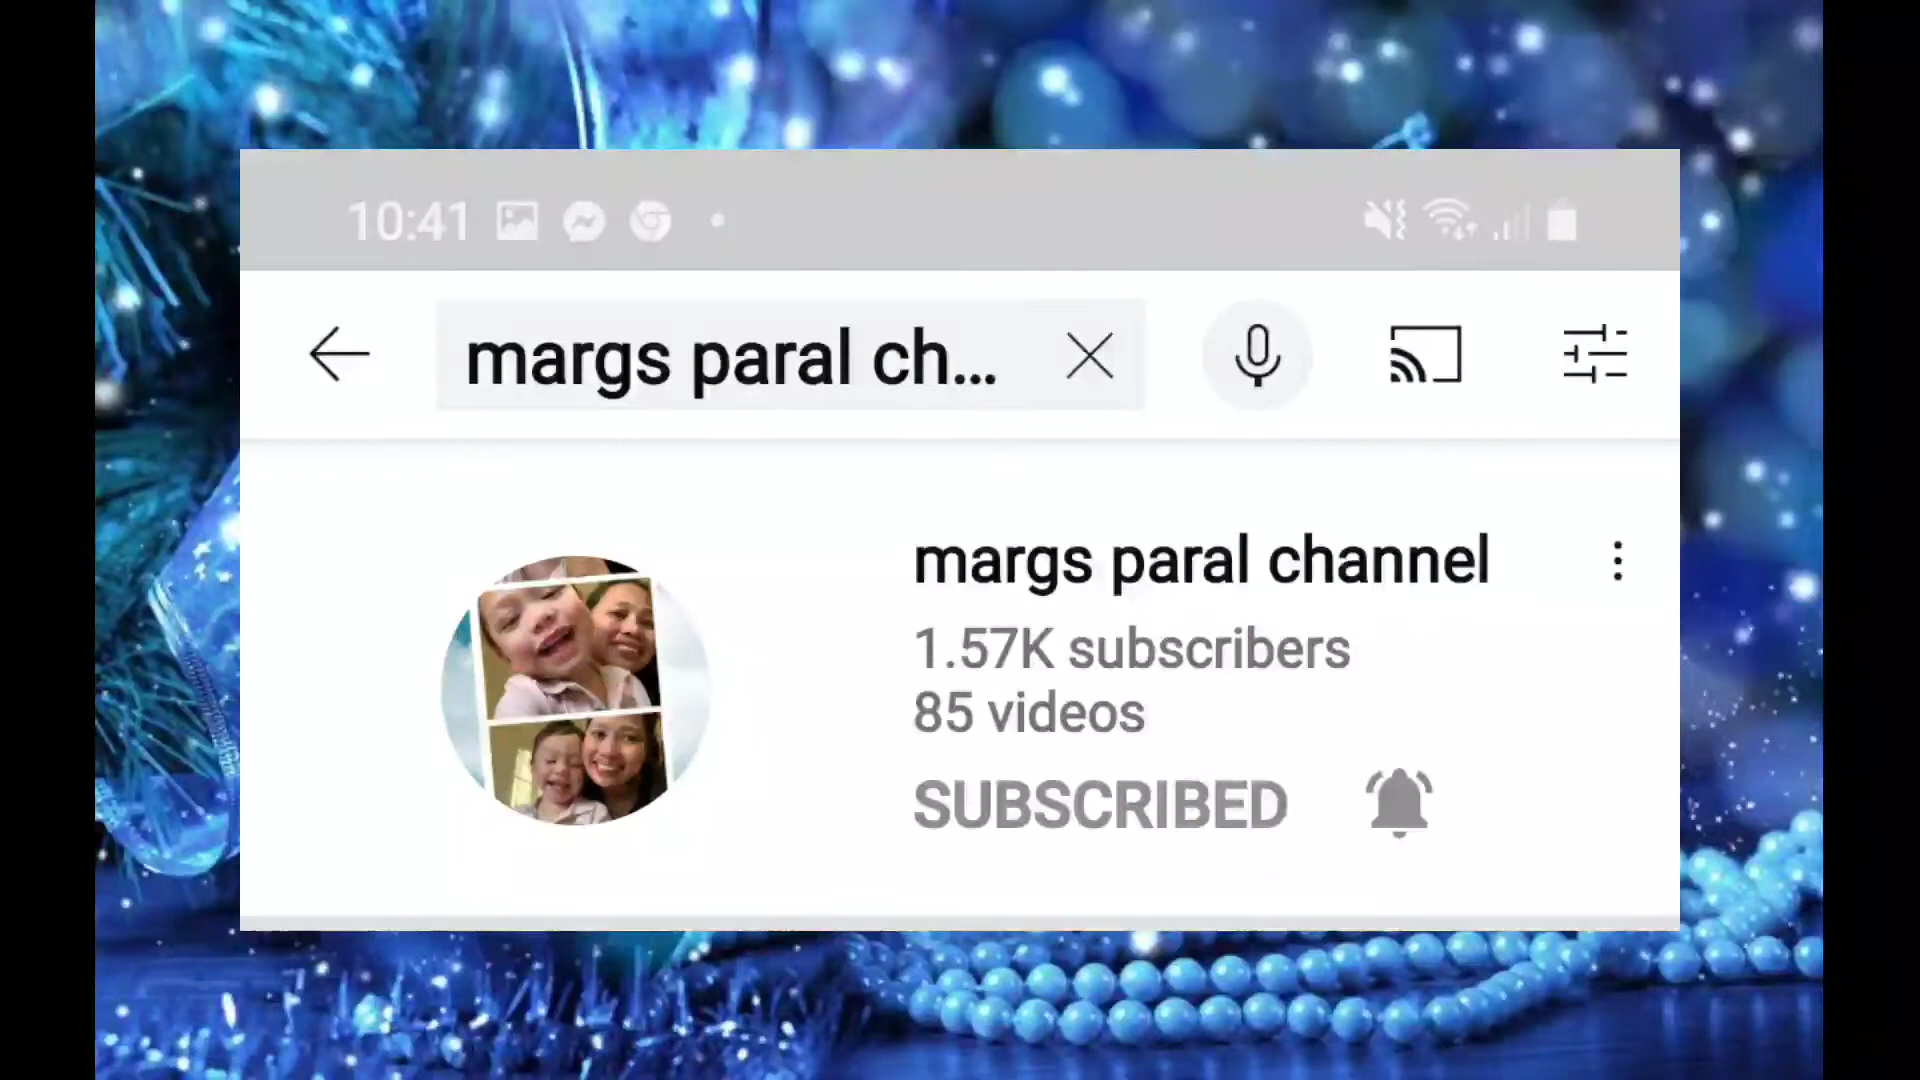 10:41
margs paral ch...
margs paral channel
1.57K subscribers
85 videos
SUBSCRIBED